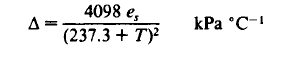 Δ = 4098 e_s / (237.3 + T)² kPa °C⁻¹